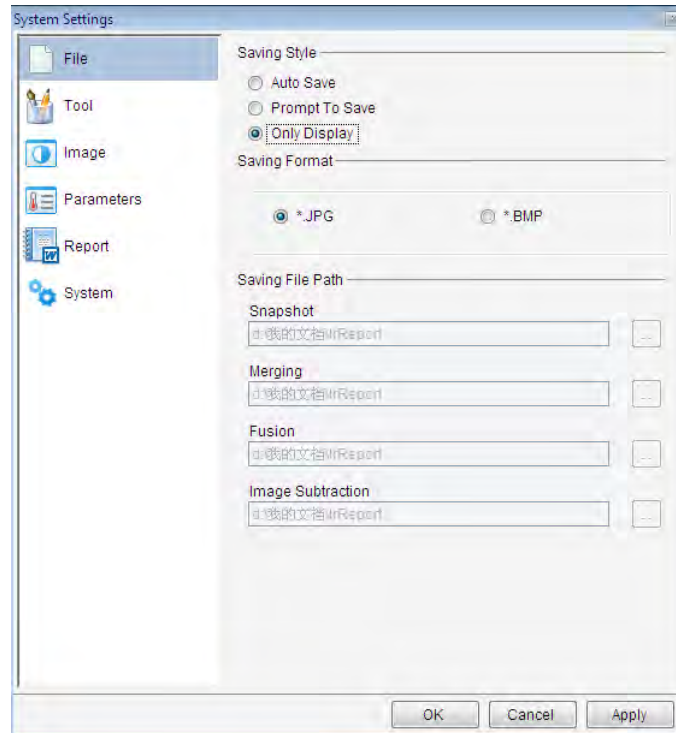 System Settings
File
Tool
Image
Parameters
Report
System
Saving Style
Auto Save
Prompt To Save
Only Display
Saving Format
*.JPG
*.BMP
Saving File Path
Snapshot
d:\我的文档\IrReport
...
Merging
d:\我的文档\IrReport
...
Fusion
d:\我的文档\IrReport
...
Image Subtraction
d:\我的文档\IrReport
...
OK
Cancel
Apply